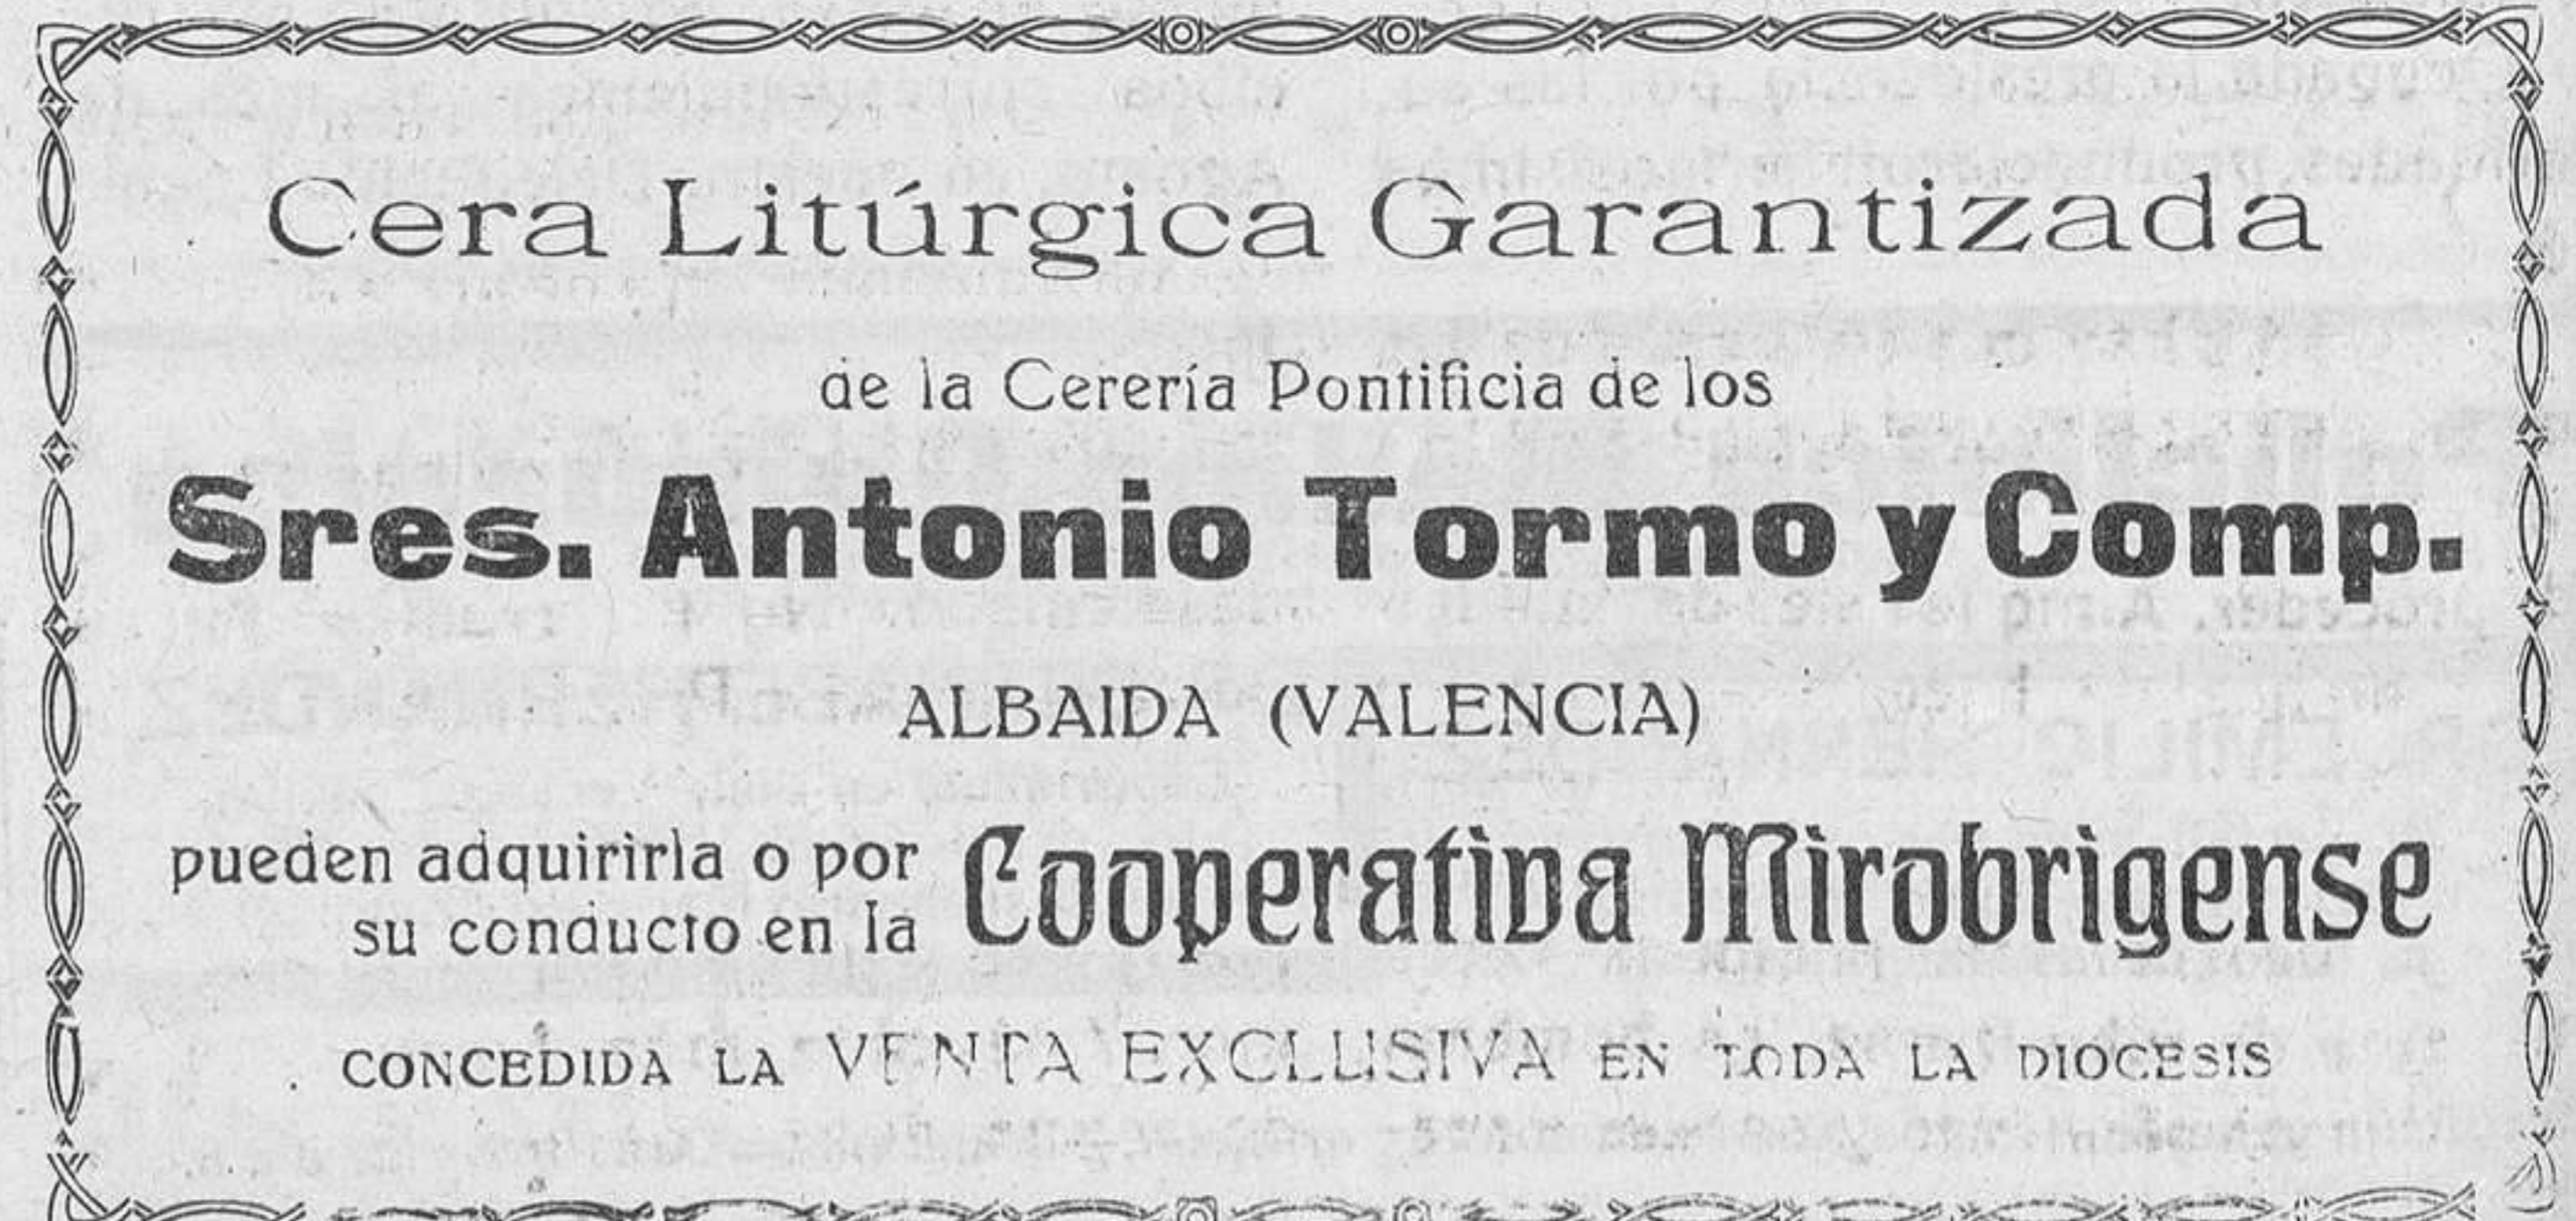 Cera Litúrgica Garantizada
de la Cerería Pontificia de los
Sres. Antonio Tormo y Comp.
ALBAIDA (VALENCIA)
pueden adquirirla o por
su conducto en la
Cooperativa Mirobrigense
CONCEDIDA LA VENTA EXCLUSIVA EN TODA LA DIOCESIS